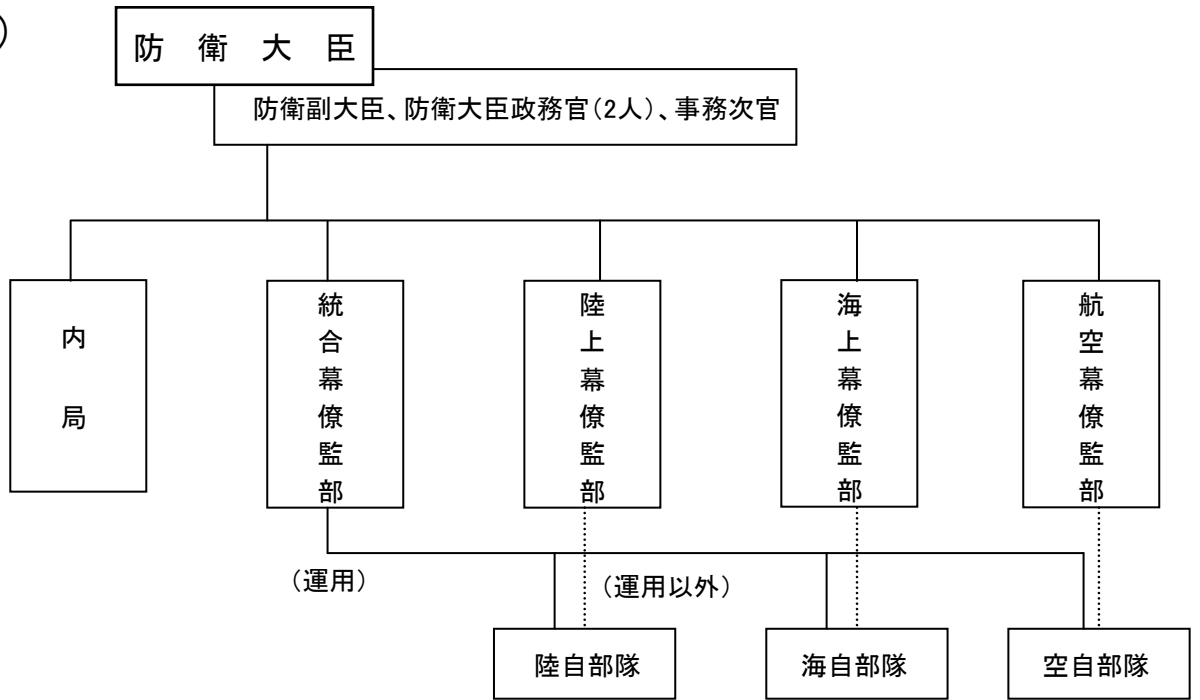 )
防衛大臣
防衛副大臣、防衛大臣政務官(2人)、事務次官
内局
統合幕僚監部
陸上幕僚監部
海上幕僚監部
航空幕僚監部
(運用)
(運用以外)
陸自部隊
海自部隊
空自部隊